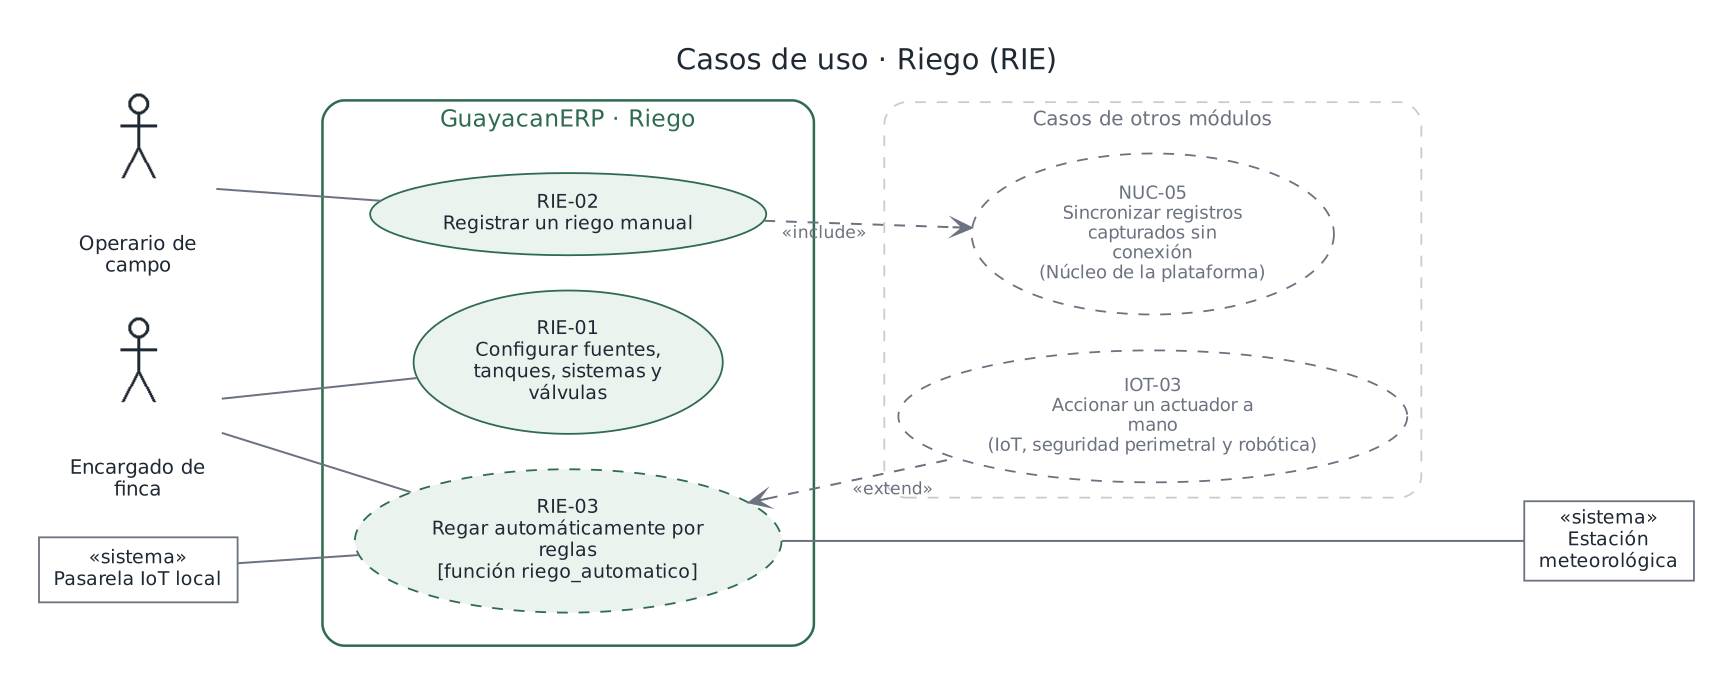 Casos de uso · Riego (RIE)
GuayacanERP · Riego
Casos de otros módulos
Operario de
campo
RIE-02
Registrar un riego manual
«include»
NUC-05
Sincronizar registros
capturados sin
conexión
(Núcleo de la plataforma)
Encargado de
finca
RIE-01
Configurar fuentes,
tanques, sistemas y
válvulas
IOT-03
Accionar un actuador a
mano
(IoT, seguridad perimetral y robótica)
«extend»
«sistema»
Pasarela IoT local
RIE-03
Regar automáticamente por
reglas
[función riego_automatico]
«sistema»
Estación
meteorológica